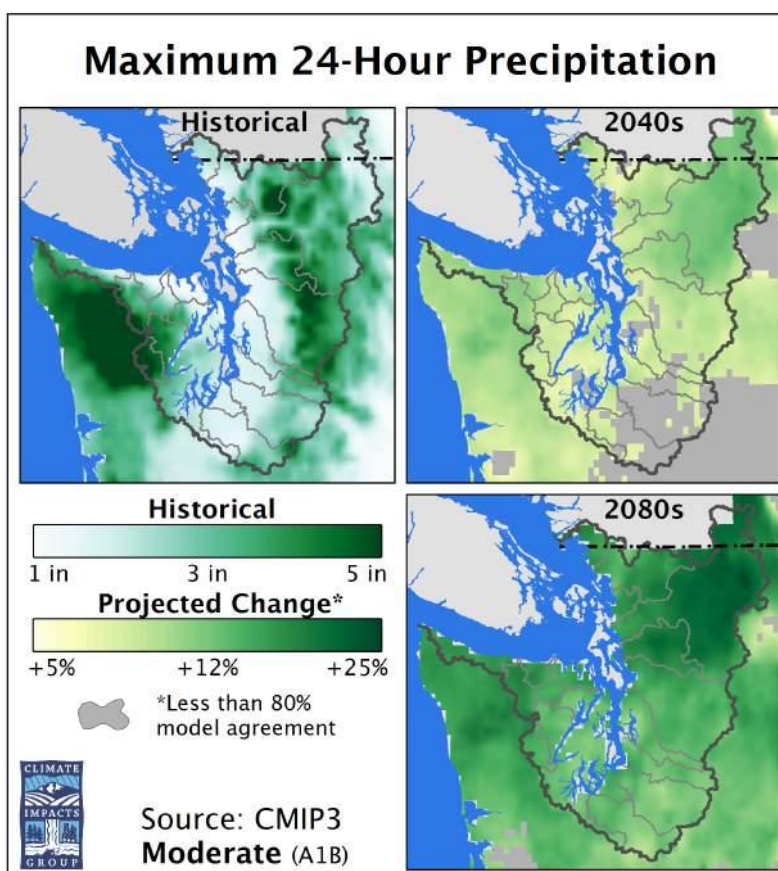 Maximum 24-Hour Precipitation
Historical
2040s
Historical
1 in
3 in
5 in
Projected Change*
+5%
+12%
+25%
*Less than 80%
model agreement
2080s
CLIMATE
IMPACTS
GROUP
Source: CMIP3
Moderate (A1B)